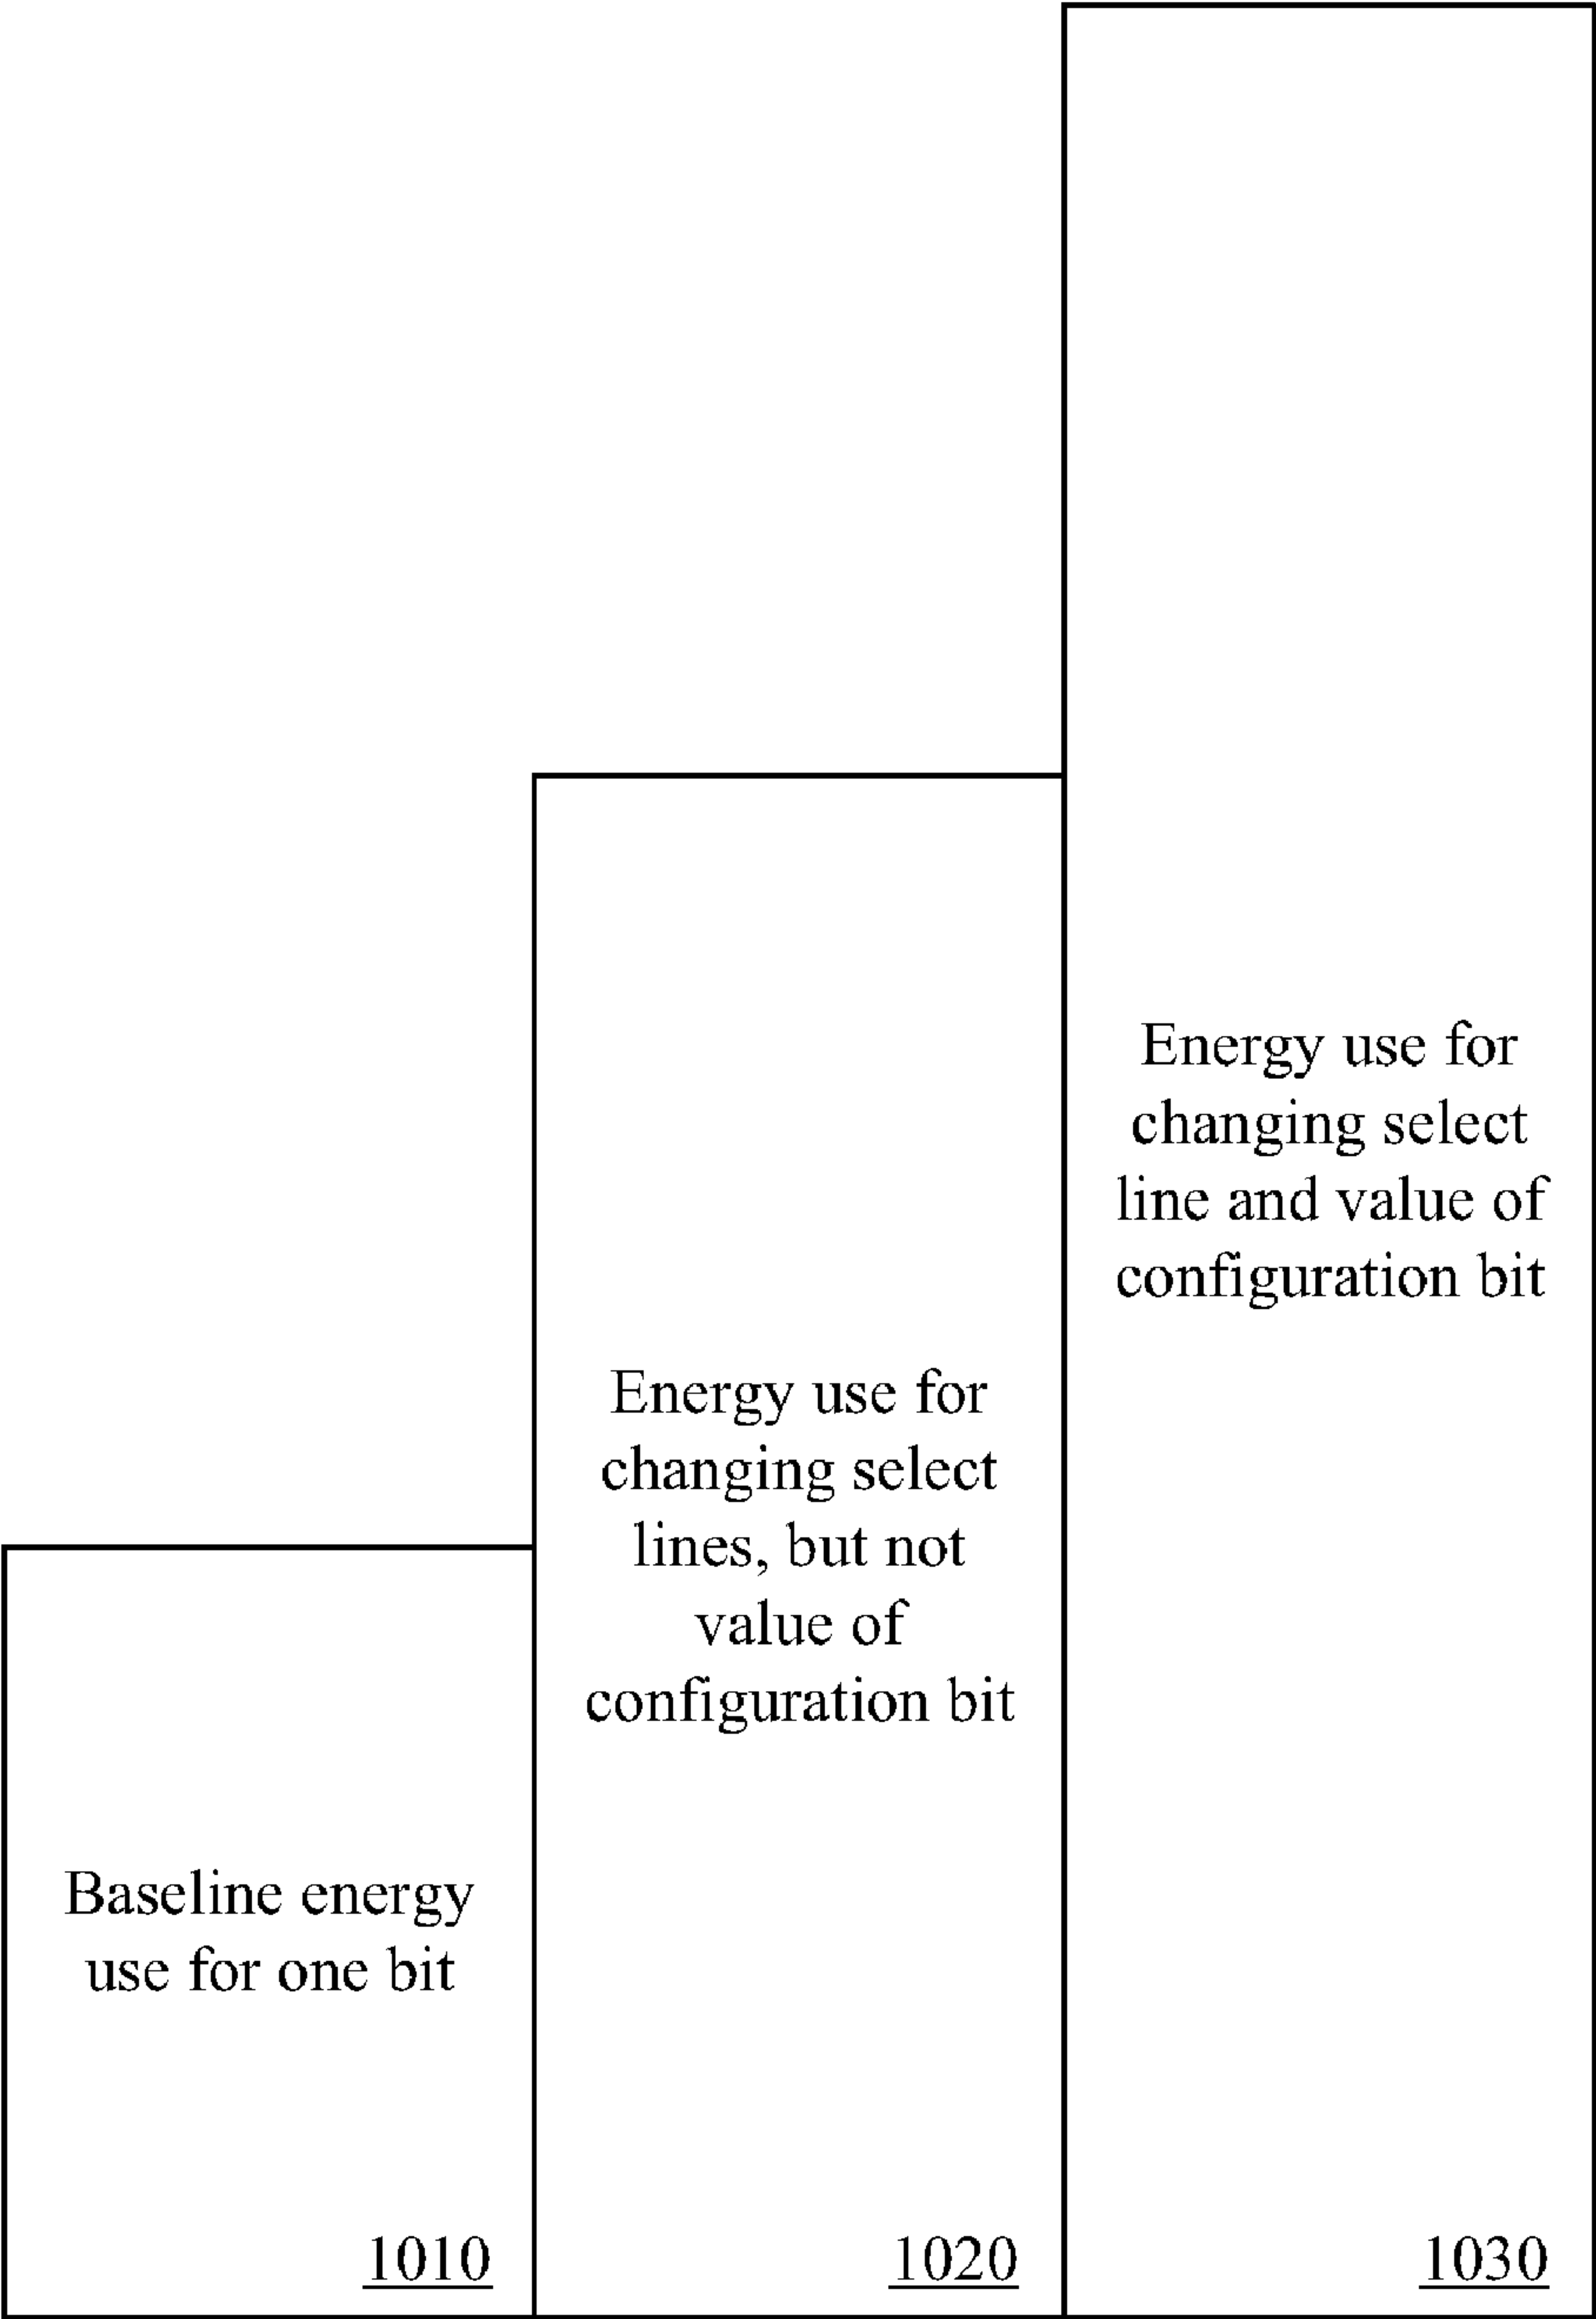 Baseline energy
use for one bit
1010
Energy use for
changing select
lines, but not
value of
configuration bit
1020
Energy use for
changing select
line and value of
configuration bit
1030